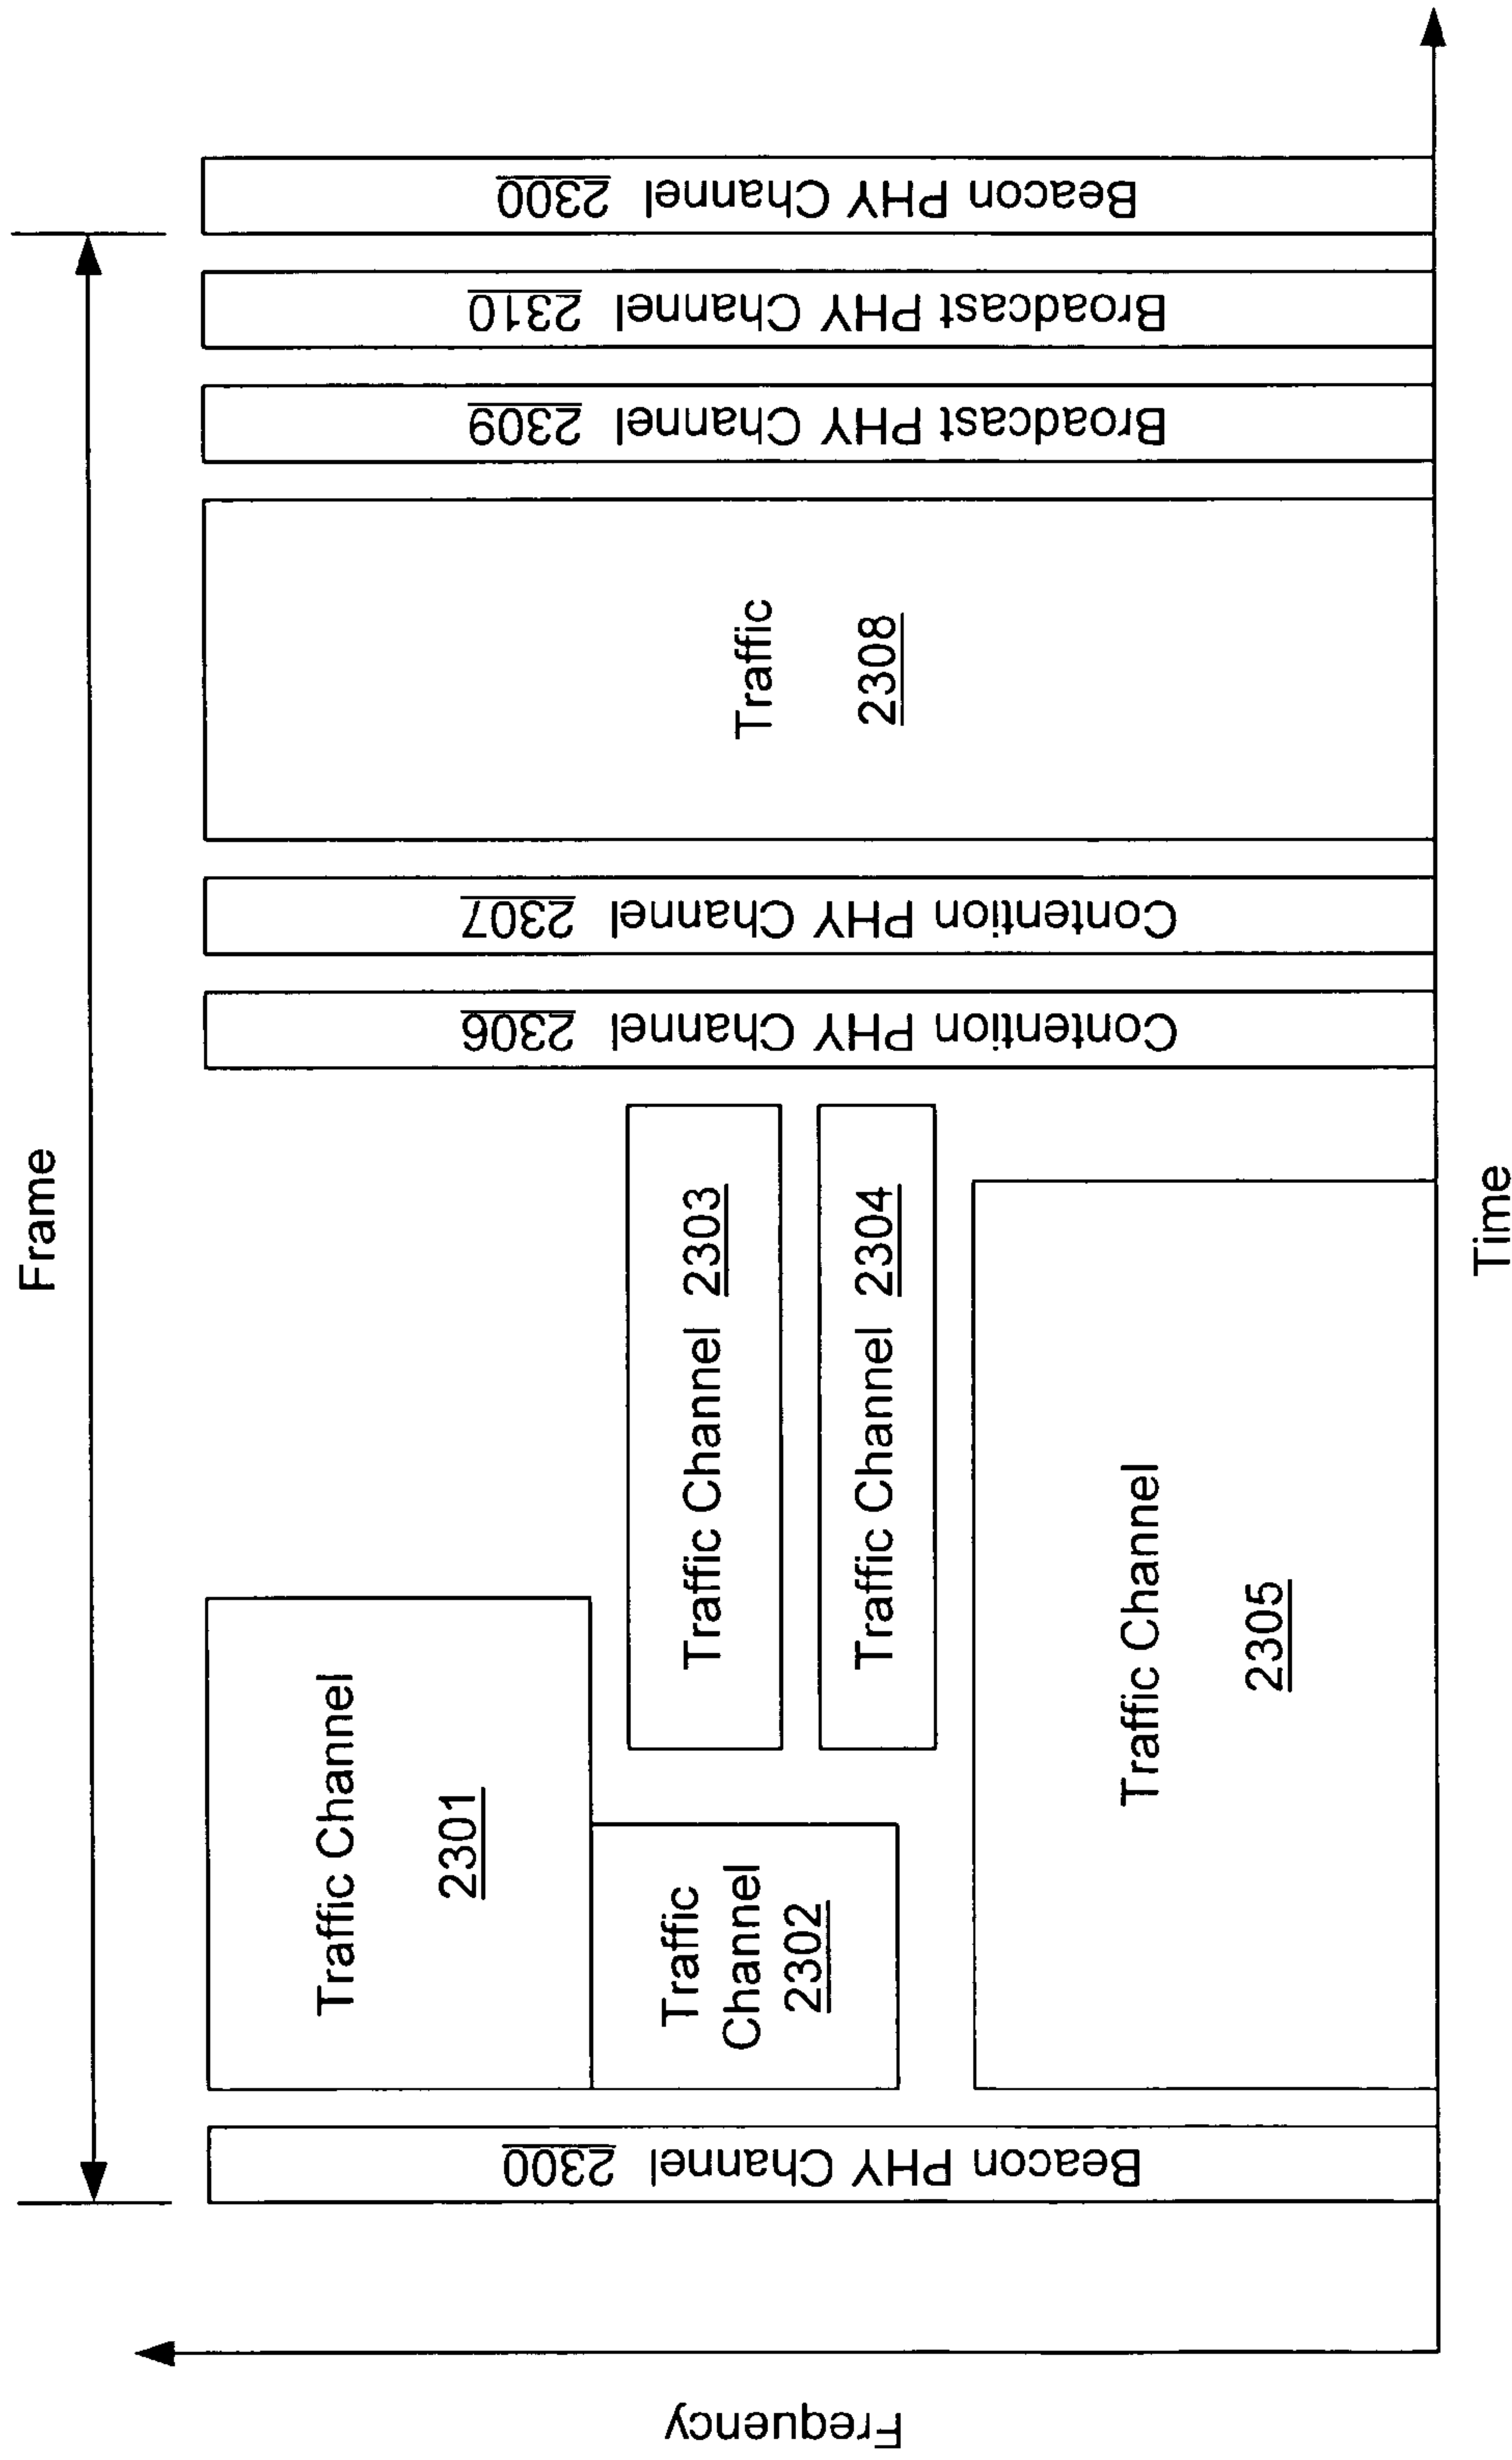 Frame
Frequency
Beacon PHY Channel 2300
Traffic Channel
2301
Traffic
Channel
2302
Traffic Channel 2303
Traffic Channel 2304
Traffic Channel
2305
Contention PHY Channel 2306
Contention PHY Channel 2307
Traffic
2308
Broadcast PHY Channel 2309
Broadcast PHY Channel 2310
Beacon PHY Channel 2300
Time